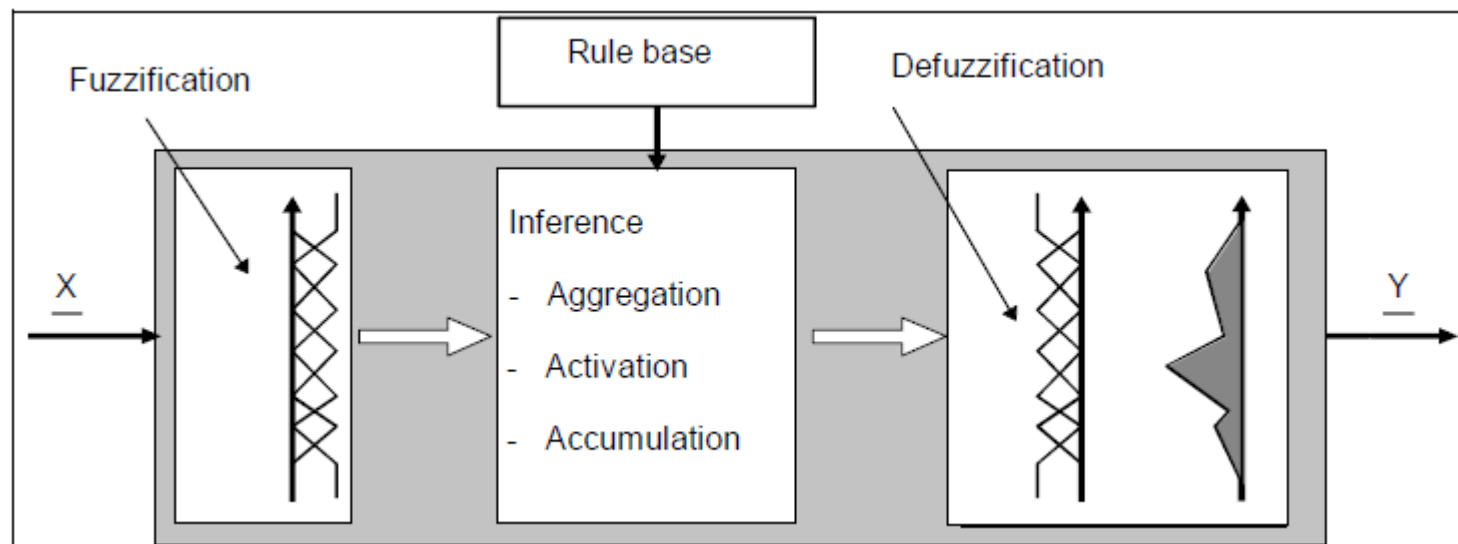 Rule base
Fuzzification
Defuzzification
X
Inference
- Aggregation
- Activation
- Accumulation
Y